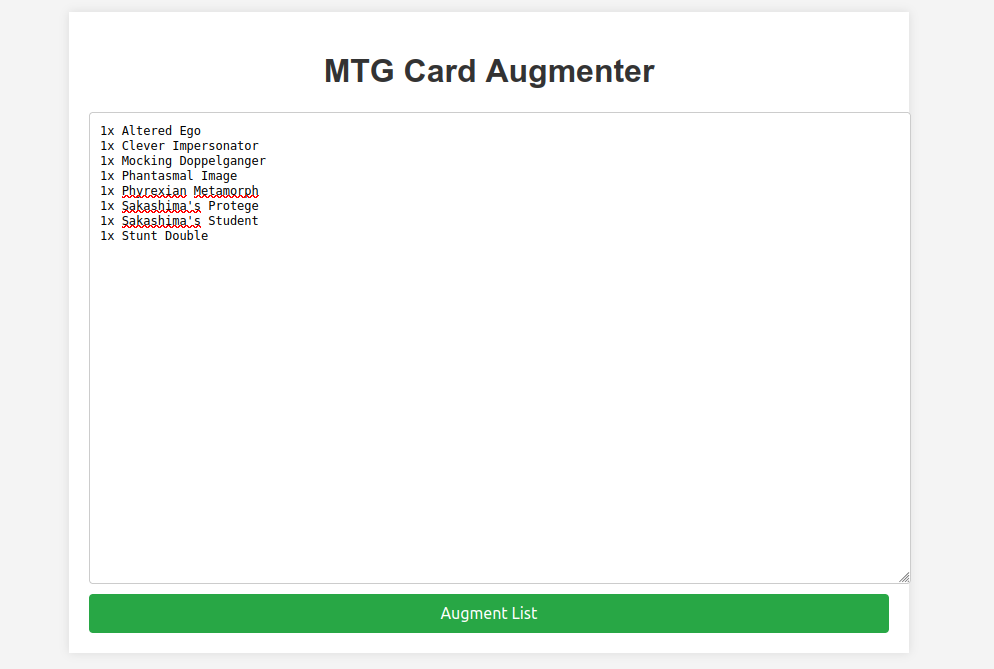 MTG Card Augmenter
1x Altered Ego
1x Clever Impersonator
1x Mocking Doppelganger
1x Phantasmal Image
1x Phyrexian Metamorph
1x Sakashima's Protege
1x Sakashima's Student
1x Stunt Double
Augment List